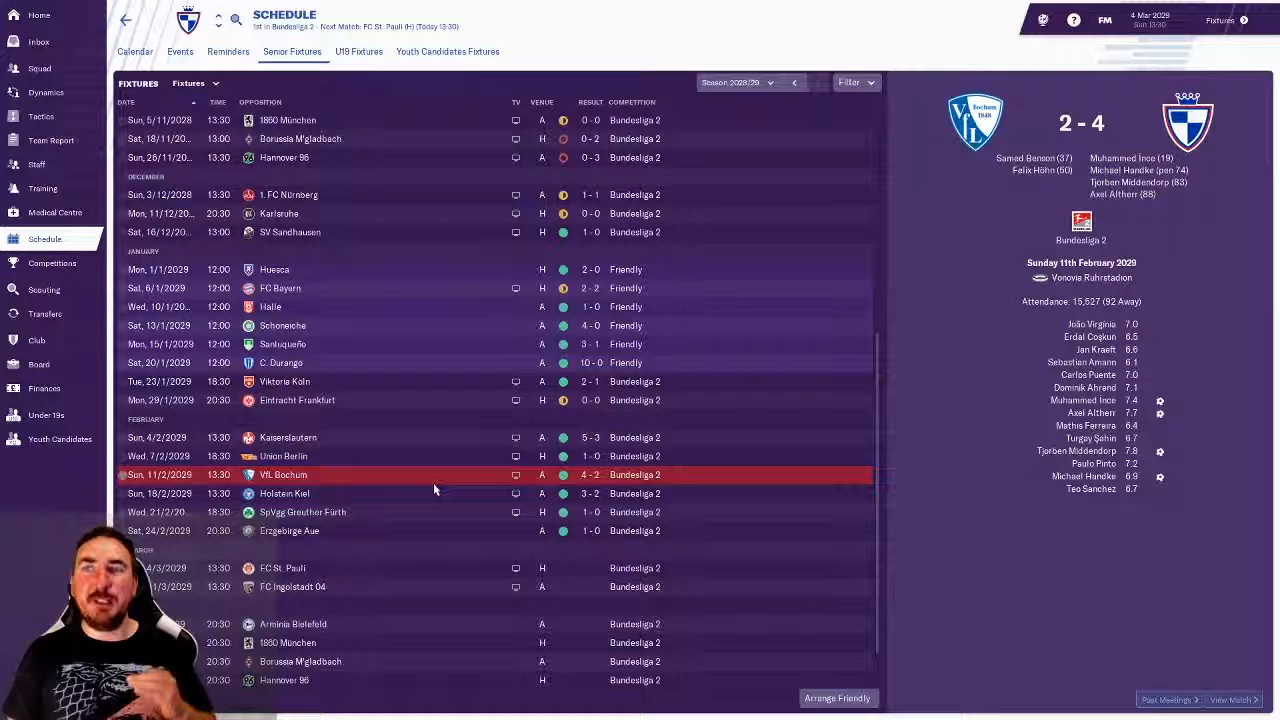 Home
Inbox
Squad
Dynamics
Tactics
Team Report
Staff
Training
Medical Centre
Schedule
Competitions
Scouting
Transfers
Club
Board
Finances
Under 19s
Youth Candidates
SCHEDULE
1st in Bundesliga 2 - Next Match: FC St. Pauli (H) (Today 13:30)
FM
4 Mar 2029
Sun 13:30
Fixtures
Calendar Events Reminders Senior Fixtures U19 Fixtures Youth Candidates Fixtures
FIXTURES Fixtures Season 2028/29 Filter
DATE TIME OPPOSITION TV VENUE RESULT COMPETITION
Sun, 5/11/2028 13:30 1860 München A 0-0 Bundesliga 2
Sat, 18/11/20... 13:30 Borussia M'gladbach H 0-2 Bundesliga 2
Sun, 26/11/20... 13:30 Hannover 96 A 0-3 Bundesliga 2
DECEMBER
Sun, 3/12/2028 13:30 1. FC Nürnberg A 1-1 Bundesliga 2
Mon, 11/12/20... 20:30 Karlsruhe H 0-0 Bundesliga 2
Sat, 16/12/20... 13:00 SV Sandhausen H 1-0 Bundesliga 2
JANUARY
Mon, 1/1/2029 12:00 Huesca H 2-0 Friendly
Sat, 6/1/2029 12:00 FC Bayern H 2-2 Friendly
Wed, 10/1/20... 12:00 Halle A 1-0 Friendly
Sat, 13/1/2029 12:00 Schöneiche A 4-0 Friendly
Mon, 15/1/2029 12:00 Sanluqueño A 3-1 Friendly
Sat, 20/1/2029 12:00 C. Durango A 10-0 Friendly
Tue, 23/1/2029 18:30 Viktoria Köln A 2-1 Bundesliga 2
Mon, 29/1/2029 20:30 Eintracht Frankfurt H 0-0 Bundesliga 2
FEBRUARY
Sun, 4/2/2029 13:30 Kaiserslautern A 5-3 Bundesliga 2
Wed, 7/2/2029 18:30 Union Berlin H 1-0 Bundesliga 2
Sun, 11/2/2029 13:30 VfL Bochum A 4-2 Bundesliga 2
Sun, 18/2/2029 13:30 Holstein Kiel A 3-2 Bundesliga 2
Wed, 21/2/20... 18:30 SpVgg Greuther Fürth H 1-0 Bundesliga 2
Sat, 24/2/2029 20:30 Erzgebirge Aue A 1-0 Bundesliga 2
ARCH
4/3/2029 13:30 FC St. Pauli H Bundesliga 2
/3/2029 13:30 FC Ingolstadt 04 A Bundesliga 2
20:30 Arminia Bielefeld A Bundesliga 2
20:30 1860 München H Bundesliga 2
20:30 Borussia M'gladbach A Bundesliga 2
20:30 Hannover 96 H Bundesliga 2
Arrange Friendly
VfL Bochum 1848
2 - 4
Samed Benson (37)
Felix Höhn (50)
Muhammed İnce (19)
Michael Handke (pen 74)
Tjorben Middendorp (83)
Axel Altherr (88)
Bundesliga 2
Sunday 11th February 2029
Vonovia Ruhrstadion
Attendance: 15,527 (92 Away)
João Virgínia 7.0
Erdal Coşkun 6.5
Jan Kraeft 6.6
Sebastian Amann 6.1
Carlos Puente 7.0
Dominik Ahrend 7.1
Muhammed İnce 7.4
Axel Altherr 7.7
Mathis Ferreira 6.4
Turgay Şahin 6.7
Tjorben Middendorp 7.8
Paulo Pinto 7.2
Michael Handke 6.9
Teo Sanchez 6.7
Past Meetings View Match